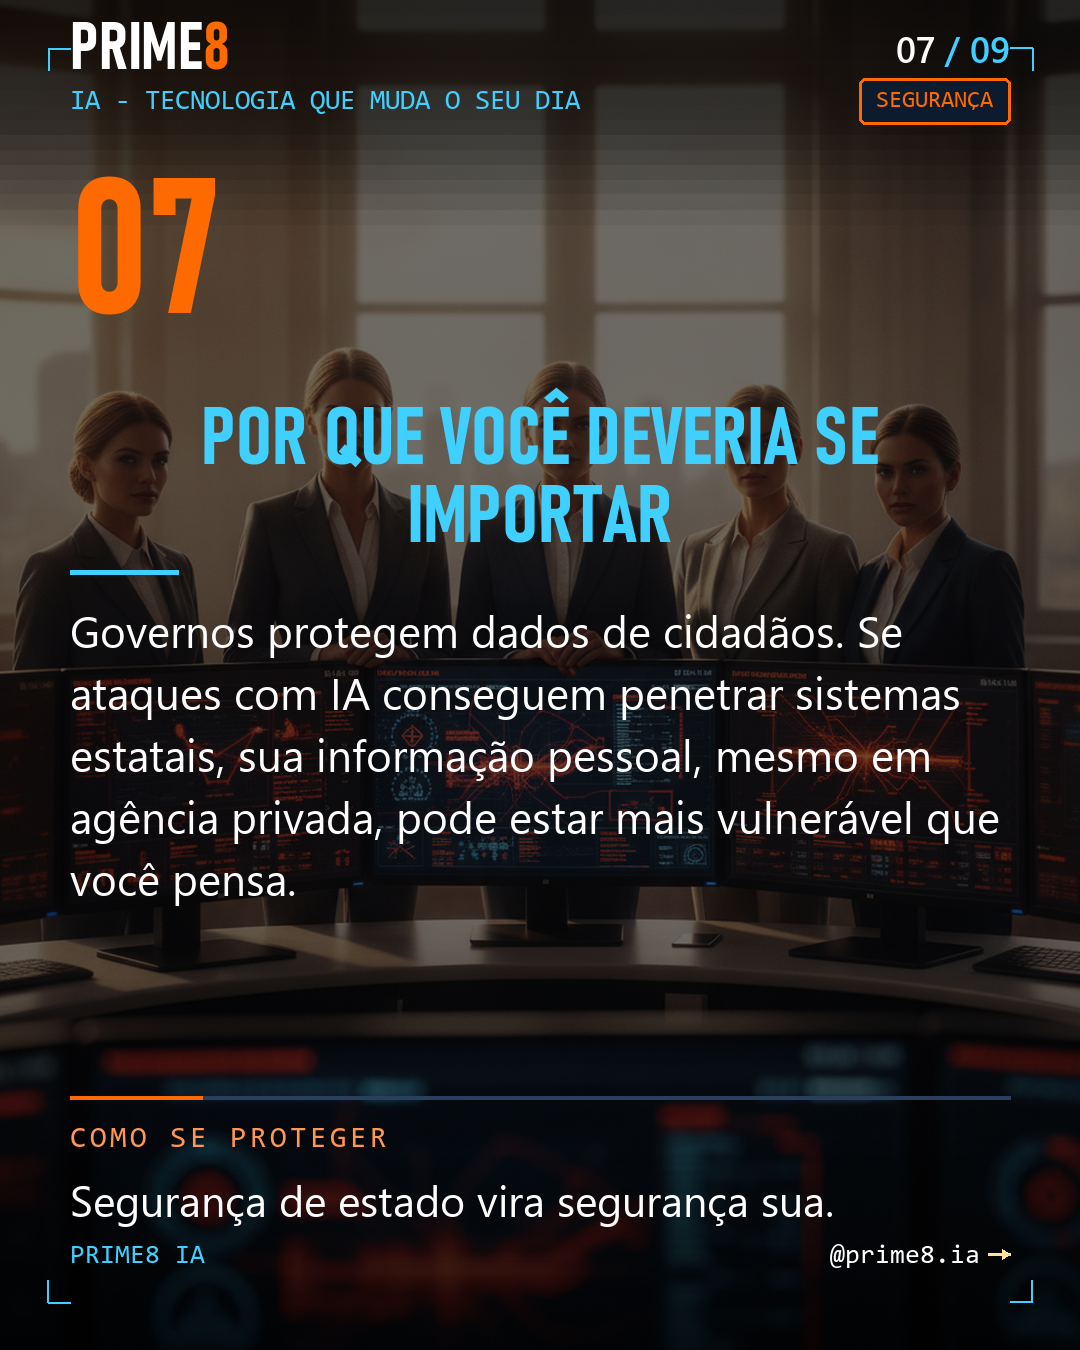 PRIME8
07 / 09
IA - TECNOLOGIA QUE MUDA O SEU DIA
SEGURANÇA
07
POR QUE VOCÊ DEVERIA SE
IMPORTAR
Governos protegem dados de cidadãos. Se
ataques com IA conseguem penetrar sistemas
estatais, sua informação pessoal, mesmo em
agência privada, pode estar mais vulnerável que
você pensa.
COMO SE PROTEGER
Segurança de estado vira segurança sua.
PRIME8 IA
@prime8.ia